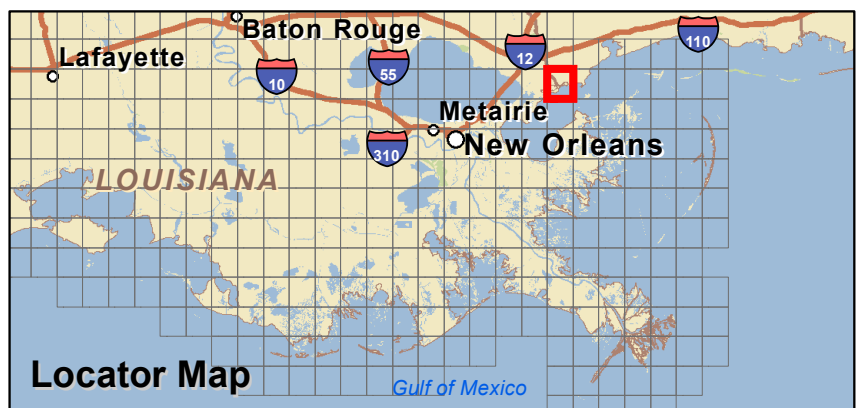 Baton Rouge
Lafayette
110
12
55
10
Metairie
New Orleans
310
LOUISIANA
Locator Map
Gulf of Mexico